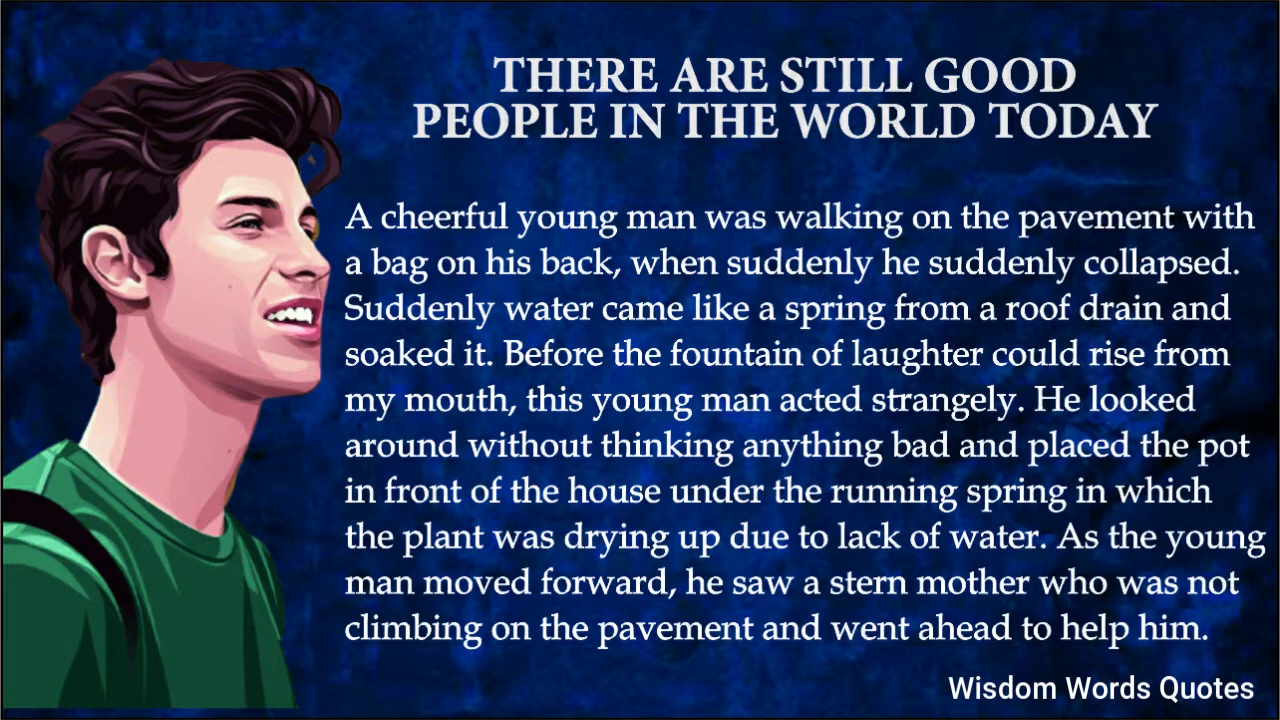 THERE ARE STILL GOOD
PEOPLE IN THE WORLD TODAY
A cheerful young man was walking on the pavement with
a bag on his back, when suddenly he suddenly collapsed.
Suddenly water came like a spring from a roof drain and
soaked it. Before the fountain of laughter could rise from
my mouth, this young man acted strangely. He looked
around without thinking anything bad and placed the pot
in front of the house under the running spring in which
the plant was drying up due to lack of water. As the young
man moved forward, he saw a stern mother who was not
climbing on the pavement and went ahead to help him.
Wisdom Words Quotes